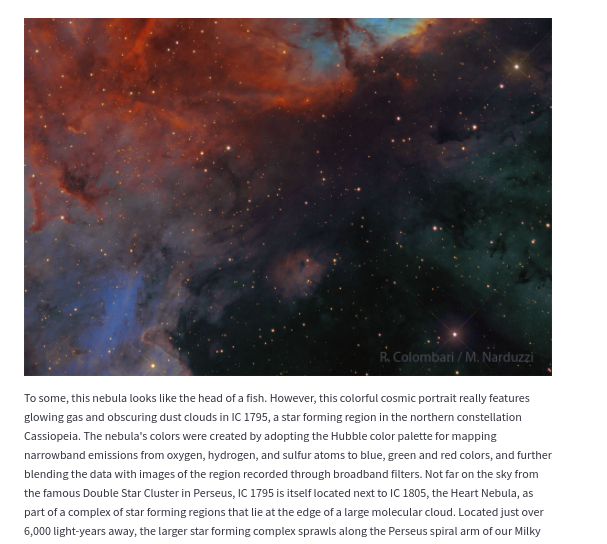 R. Colombari / M. Narduzzi
To some, this nebula looks like the head of a fish. However, this colorful cosmic portrait really features
glowing gas and obscuring dust clouds in IC 1795, a star forming region in the northern constellation
Cassiopeia. The nebula's colors were created by adopting the Hubble color palette for mapping
narrowband emissions from oxygen, hydrogen, and sulfur atoms to blue, green and red colors, and further
blending the data with images of the region recorded through broadband filters. Not far on the sky from
the famous Double Star Cluster in Perseus, IC 1795 is itself located next to IC 1805, the Heart Nebula, as
part of a complex of star forming regions that lie at the edge of a large molecular cloud. Located just over
6,000 light-years away, the larger star forming complex sprawls along the Perseus spiral arm of our Milky